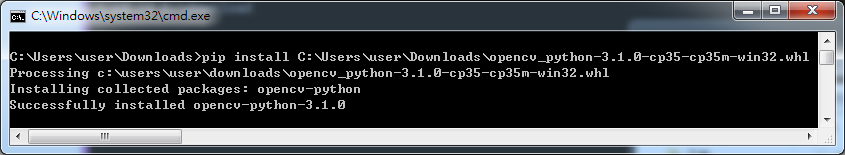 C:\Windows\system32\cmd.exe
C:\Users\user\Downloads>pip install C:\Users\user\Downloads\opencv_python-3.1.0-cp35-cp35m-win32.whl
Processing c:\users\user\downloads\opencv_python-3.1.0-cp35-cp35m-win32.whl
Installing collected packages: opencv-python
Successfully installed opencv-python-3.1.0